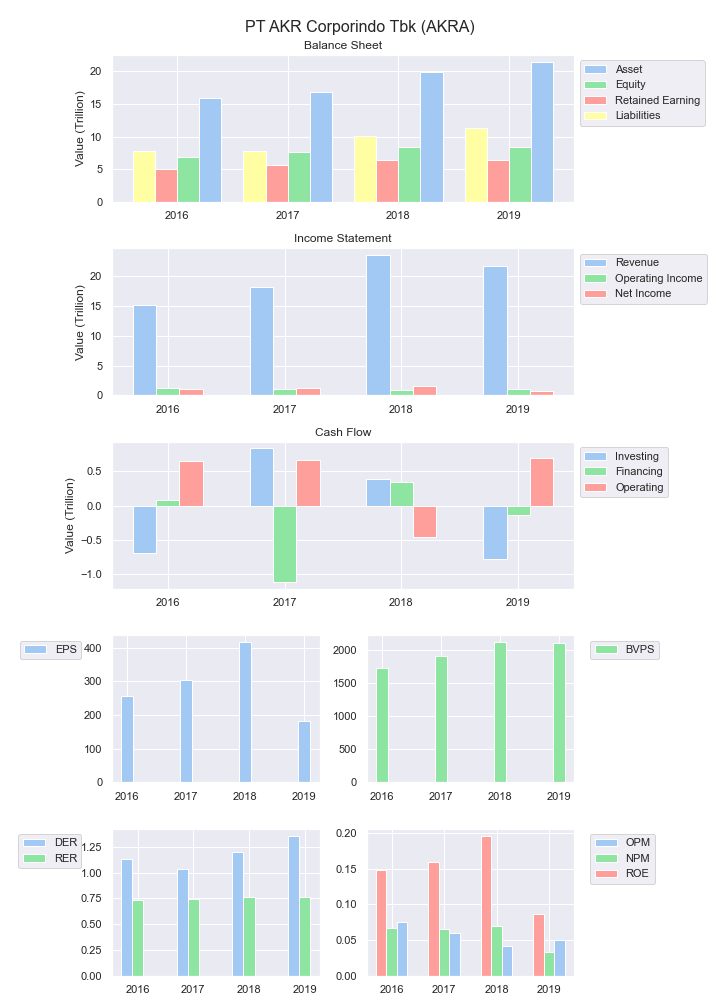 PT AKR Corporindo Tbk (AKRA)
Balance Sheet
Value (Trillion)
20
15
10
5
0
2016 2017 2018 2019
Asset
Equity
Retained Earning
Liabilities
Income Statement
Value (Trillion)
20
15
10
5
0
2016 2017 2018 2019
Revenue
Operating Income
Net Income
Cash Flow
Value (Trillion)
0.5
0.0
−0.5
−1.0
2016 2017 2018 2019
Investing
Financing
Operating
EPS
400
300
200
100
0
2016 2017 2018 2019
2000
1500
1000
500
0
2016 2017 2018 2019
BVPS
DER
RER
1.25
1.00
0.75
0.50
0.25
0.00
2016 2017 2018 2019
0.20
0.15
0.10
0.05
0.00
2016 2017 2018 2019
OPM
NPM
ROE